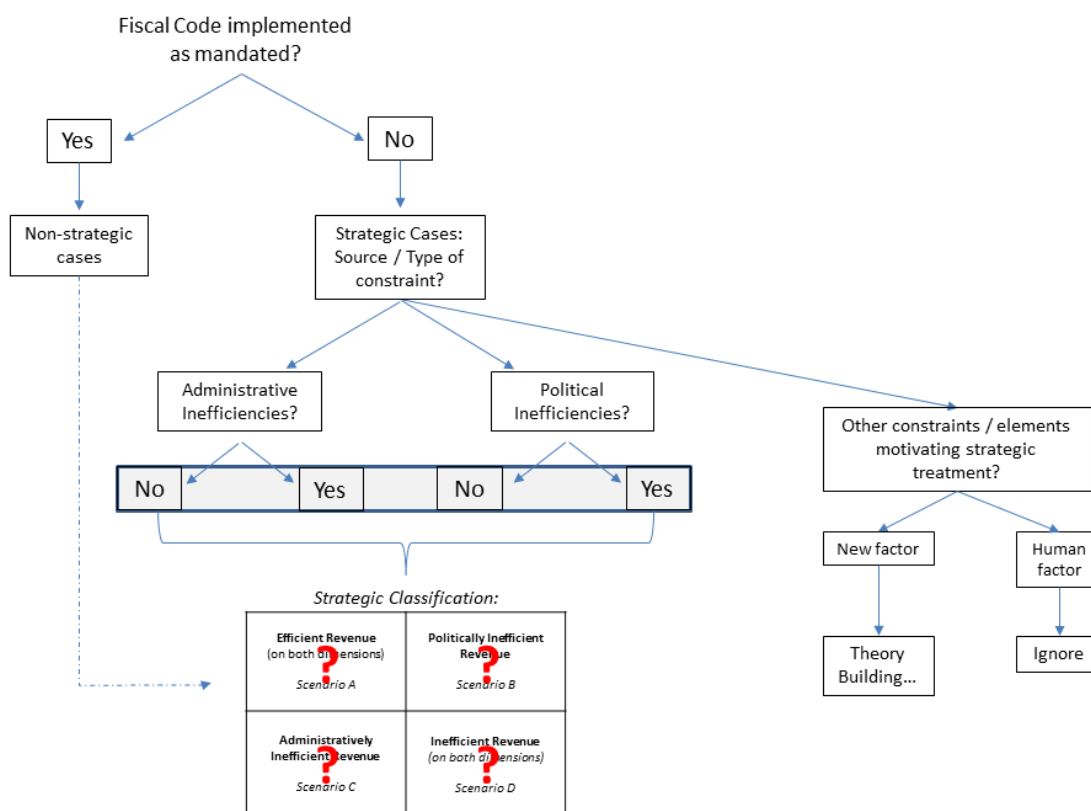 Fiscal Code implemented
as mandated?
Yes
No
Non-strategic
cases
Strategic Cases:
Source / Type of
constraint?
Administrative
Inefficiencies?
Political
Inefficiencies?
Other constraints / elements
motivating strategic
treatment?
No
Yes
No
Yes
New factor
Human
factor
Theory
Building...
Ignore
Strategic Classification:
Efficient Revenue
(on both dimensions)
?
Scenario A
Politically Inefficient
Revenue
?
Scenario B
Administratively
Inefficient Revenue
?
Scenario C
Inefficient Revenue
(on both dimensions)
?
Scenario D